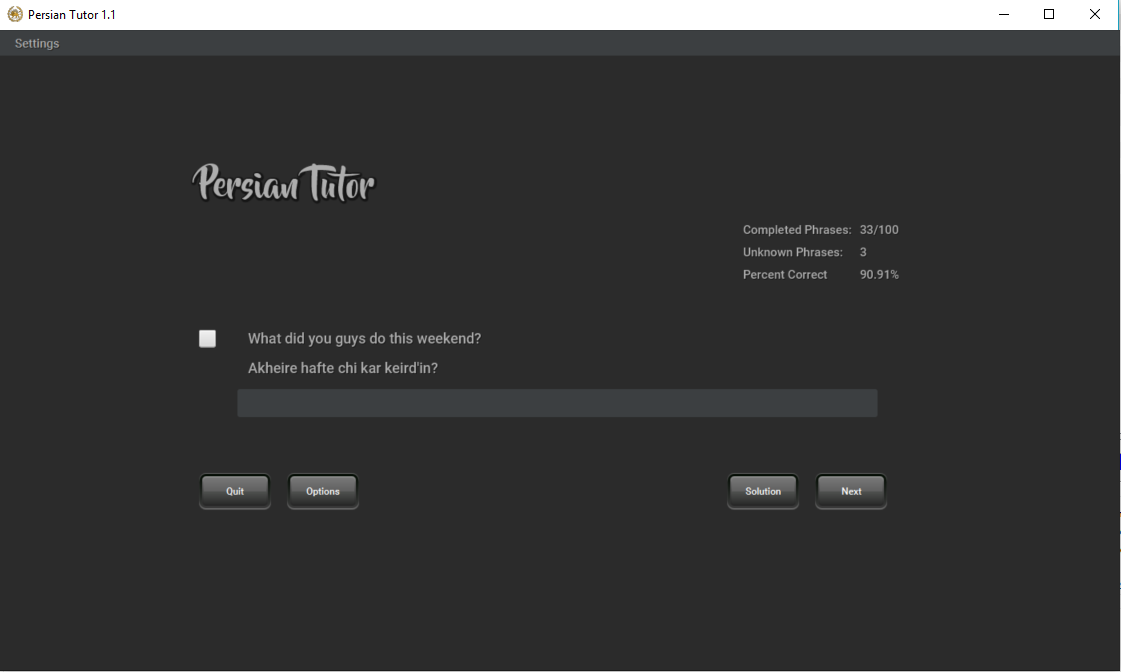 Persian Tutor 1.1
Settings
Persian Tutor
Completed Phrases: 33/100
Unknown Phrases: 3
Percent Correct 90.91%
What did you guys do this weekend?
Akheire hafte chi kar keird'in?
Quit Options Solution Next